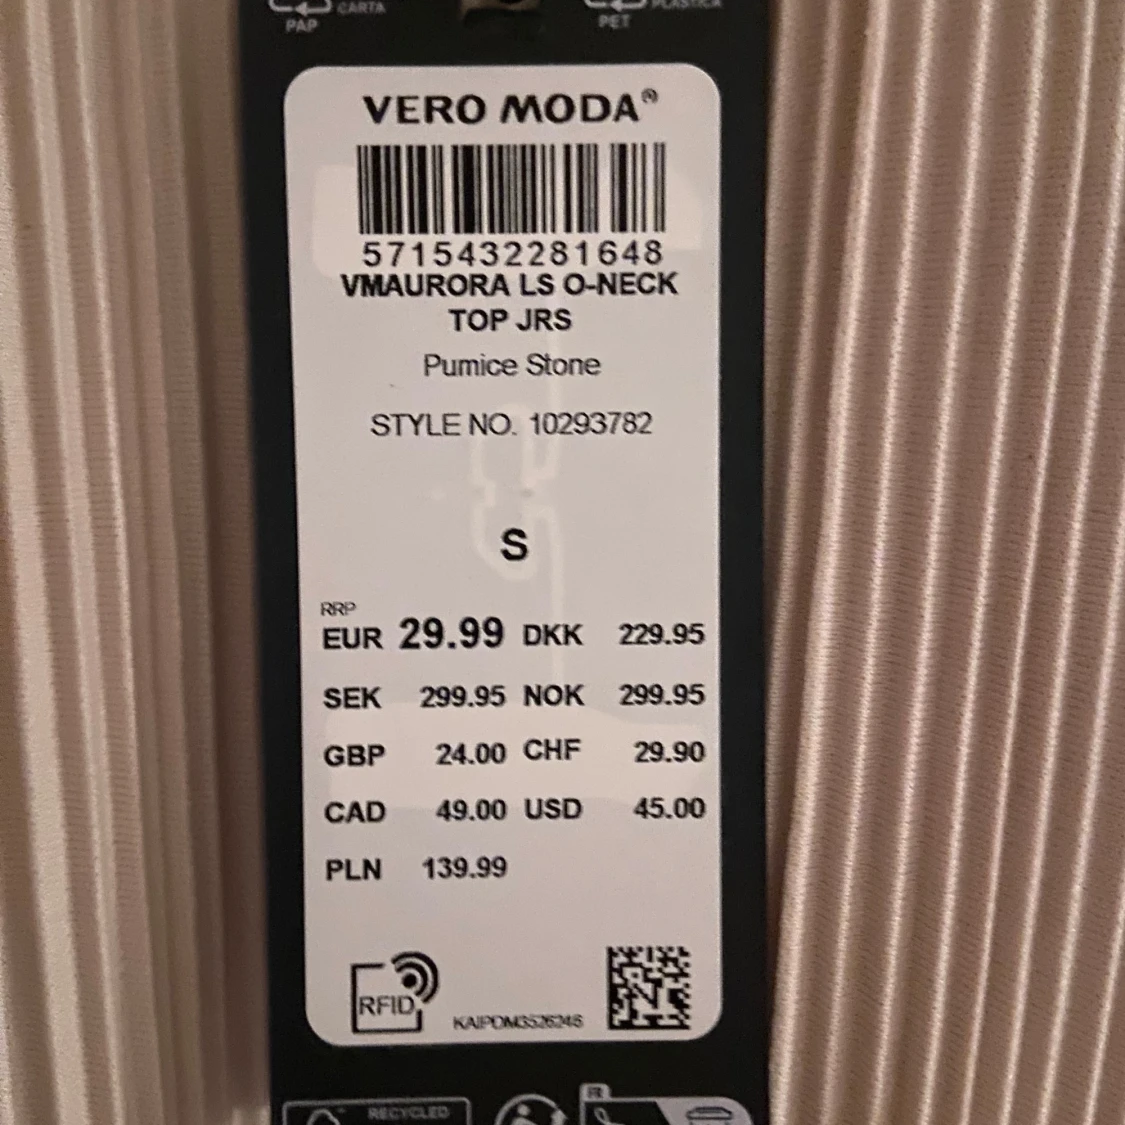 CARTA
PAP
PLASTICA
PET
VERO MODA®
5715432281648
VMAURORA LS O-NECK
TOP JRS
Pumice Stone
STYLE NO. 10293782
S
RRP
EUR 29.99 DKK 229.95
SEK 299.95 NOK 299.95
GBP 24.00 CHF 29.90
CAD 49.00 USD 45.00
PLN 139.99
RFID
RECYCLED
FR